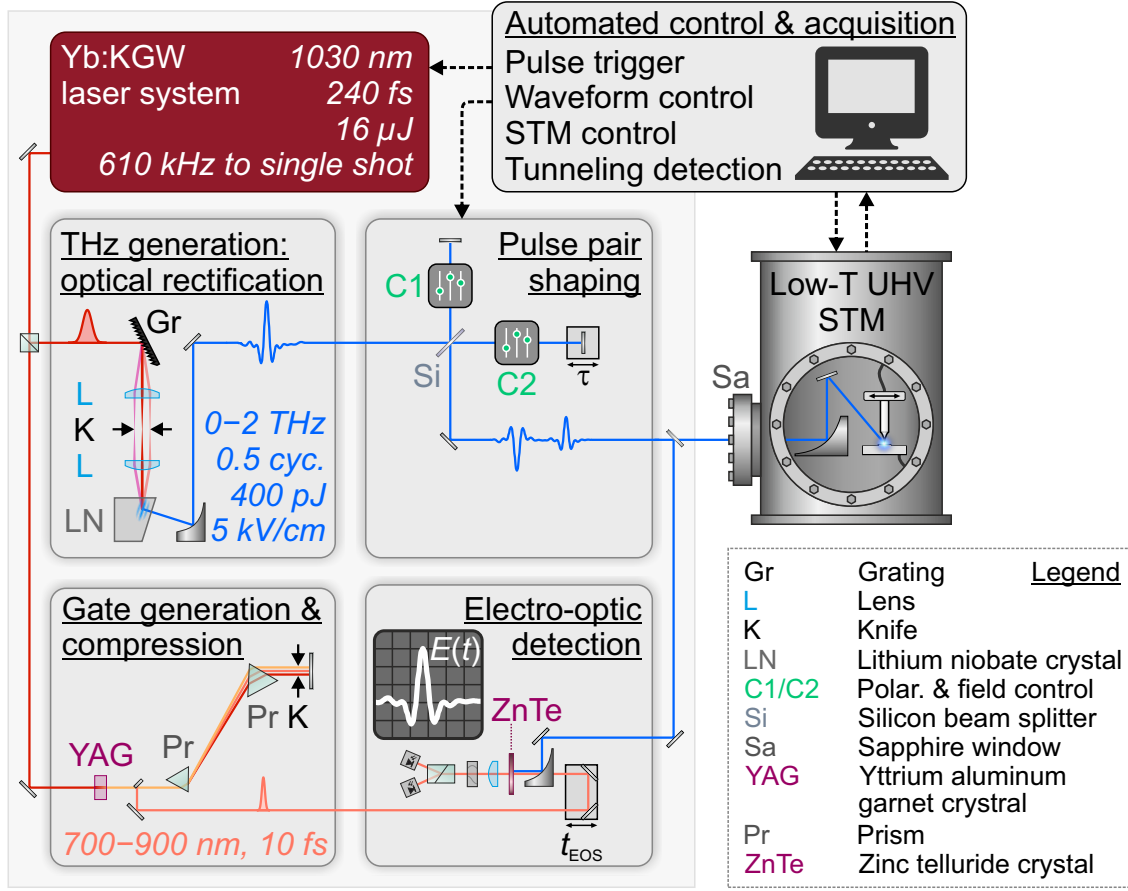 Yb:KGW 1030 nm
laser system 240 fs
16 µJ
610 kHz to single shot
Automated control & acquisition
Pulse trigger
Waveform control
STM control
Tunneling detection
THz generation:
optical rectification
Gr
L
K
L
LN
0−2 THz
0.5 cyc.
400 pJ
5 kV/cm
Pulse pair
shaping
C1
Si
C2
τ
Low-T UHV
STM
Sa
Gate generation &
compression
Pr
K
Pr
YAG
700−900 nm, 10 fs
Electro-optic
detection
E(t)
ZnTe
tEOS
Legend
Gr Grating
L Lens
K Knife
LN Lithium niobate crystal
C1/C2 Polar. & field control
Si Silicon beam splitter
Sa Sapphire window
YAG Yttrium aluminum
garnet crystral
Pr Prism
ZnTe Zinc telluride crystal